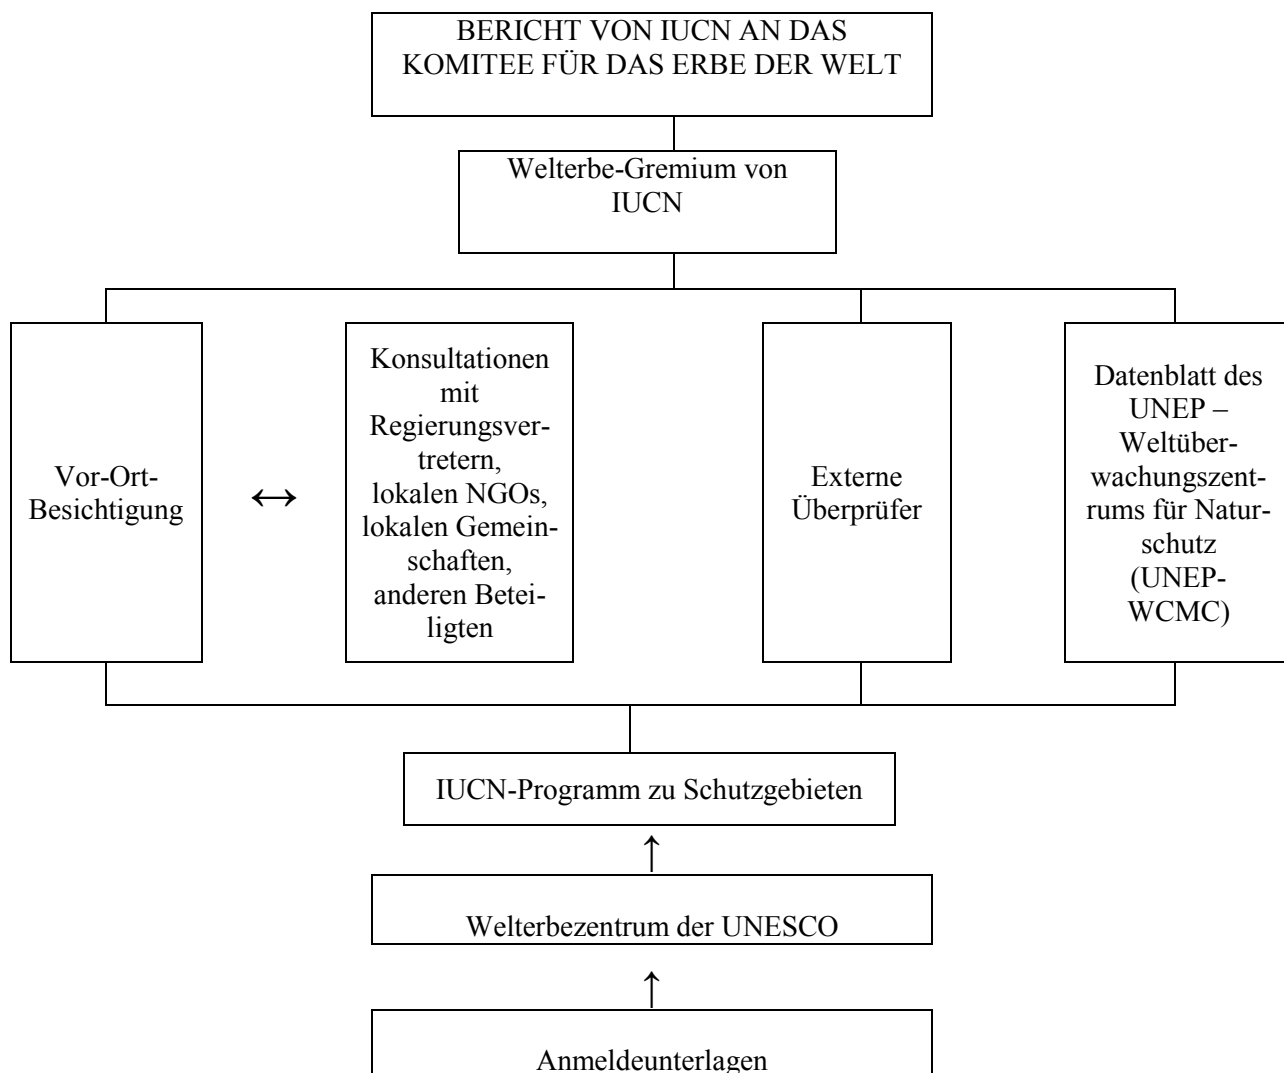 BERICHT VON IUCN AN DAS
KOMITEE FÜR DAS ERBE DER WELT
Welterbe-Gremium von
IUCN
Vor-Ort-
Besichtigung
↔
Konsultationen
mit
Regierungsver-
tretern,
lokalen NGOs,
lokalen Gemein-
schaften,
anderen Betei-
ligten
Externe
Überprüfer
Datenblatt des
UNEP –
Weltüber-
wachungszent-
rums für Natur-
schutz
(UNEP-
WCMC)
IUCN-Programm zu Schutzgebieten
↑
Welterbezentrum der UNESCO
↑
Anmeldeunterlagen